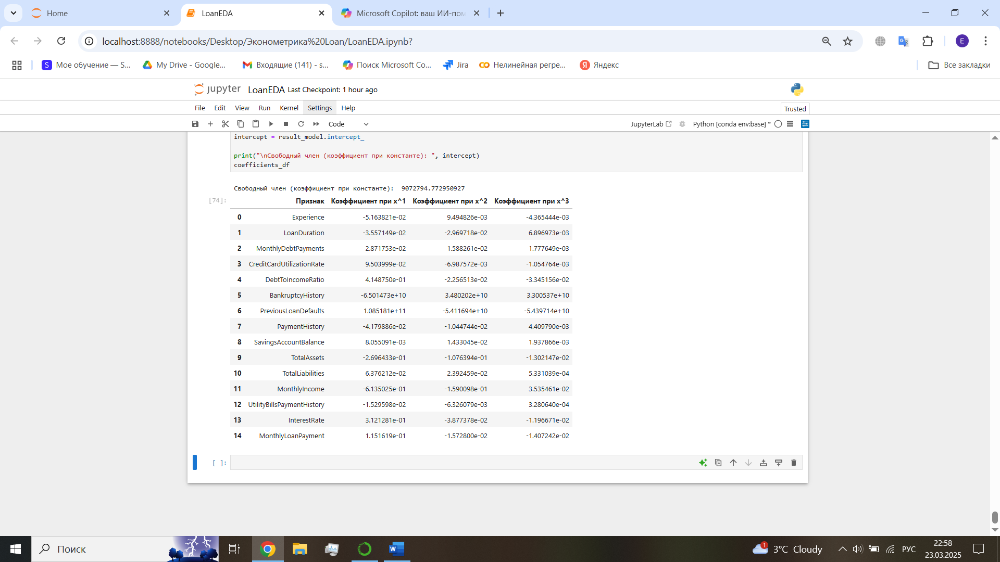 Home
LoanEDA
Microsoft Copilot: ваш ИИ-пом
localhost:8888/notebooks/Desktop/Эконометрика%20Loan/LoanEDA.ipynb?
E
S Мое обучение — S...
My Drive - Google...
Входящие (141) - s...
Поиск Microsoft Co...
Jira
Нелинейная регре...
Я Яндекс
Все закладки
jupyter LoanEDA Last Checkpoint: 1 hour ago
File Edit View Run Kernel Settings Help
Trusted
Code
JupyterLab Python [conda env:base] *
intercept = result_model.intercept_
print("\nСвободный член (коэффициент при константе): ", intercept)
coefficients_df
Свободный член (коэффициент при константе): 9072794.772950927
[74]: Признак Коэффициент при x^1 Коэффициент при x^2 Коэффициент при x^3
0 Experience -5.163821e-02 9.494826e-03 -4.365444e-03
1 LoanDuration -3.557149e-02 -2.969718e-02 6.896973e-03
2 MonthlyDebtPayments 2.871753e-02 1.588261e-02 1.777649e-03
3 CreditCardUtilizationRate 9.503999e-02 -6.987572e-03 -1.054764e-03
4 DebtToIncomeRatio 4.148750e-01 -2.256513e-02 -3.345156e-02
5 BankruptcyHistory -6.501473e+10 3.480202e+10 3.300537e+10
6 PreviousLoanDefaults 1.085181e+11 -5.411694e+10 -5.439714e+10
7 PaymentHistory -4.179886e-02 -1.044744e-02 4.409790e-03
8 SavingsAccountBalance 8.055091e-03 1.433045e-02 1.937866e-03
9 TotalAssets -2.696433e-01 -1.076394e-01 -1.302147e-02
10 TotalLiabilities 6.376212e-02 2.392459e-02 5.331039e-04
11 MonthlyIncome -6.135025e-01 -1.590098e-01 3.535461e-02
12 UtilityBillsPaymentHistory -1.529598e-02 -6.326079e-03 3.280640e-04
13 InterestRate 3.121281e-01 -3.877378e-02 -1.196671e-02
14 MonthlyLoanPayment 1.151619e-01 -1.572800e-02 -1.407242e-02
[ ]:
Поиск
W
1
3°C Cloudy
РУС
22:58
23.03.2025